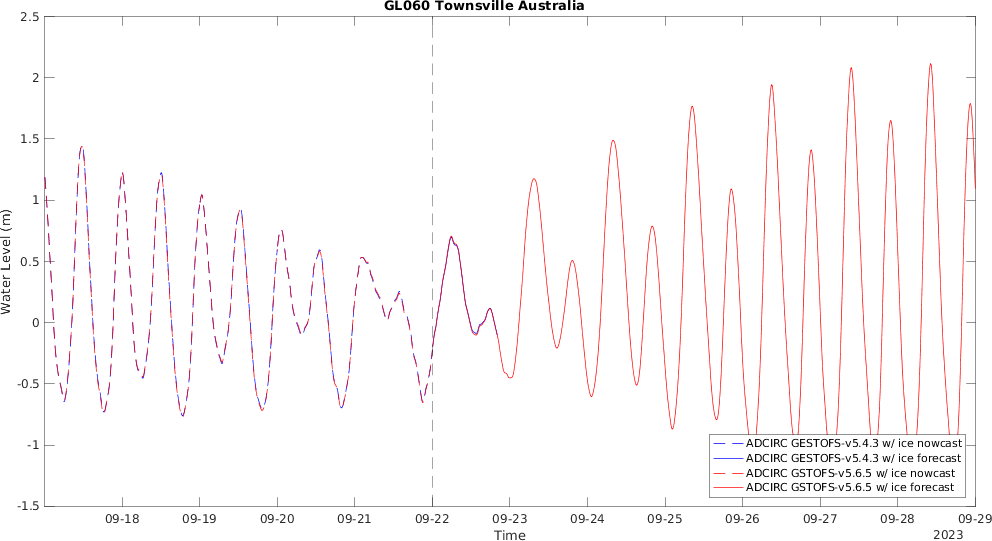 GL060 Townsville Australia
2.5
2
1.5
1
0.5
0
-0.5
-1
-1.5
Water Level (m)
ADCIRC GESTOFS-v5.4.3 w/ ice nowcast
ADCIRC GESTOFS-v5.4.3 w/ ice forecast
ADCIRC GSTOFS-v5.6.5 w/ ice nowcast
ADCIRC GSTOFS-v5.6.5 w/ ice forecast
09-18 09-19 09-20 09-21 09-22 09-23 09-24 09-25 09-26 09-27 09-28 09-29
Time
2023